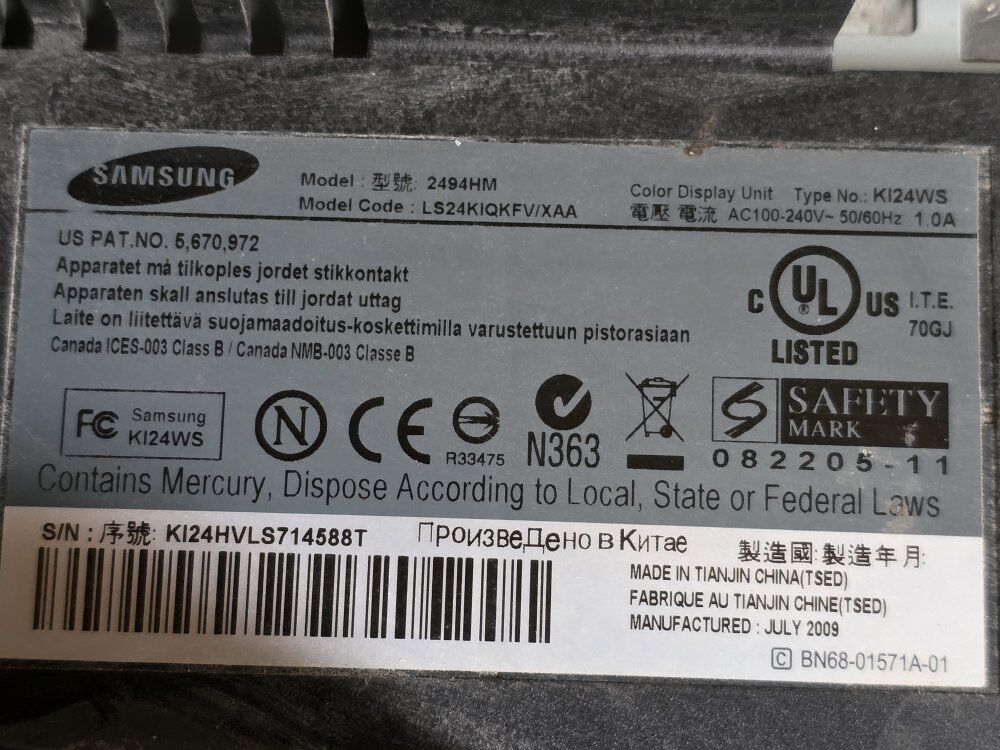 SAMSUNG
Model : 型號: 2494HM
Model Code : LS24KIQKFV/XAA
Color Display Unit Type No.: KI24WS
電壓 電流 AC100-240V~ 50/60Hz 1.0A
US PAT.NO. 5,670,972
Apparatet må tilkoples jordet stikkontakt
Apparaten skall anslutas till jordat uttag
Laite on liitettävä suojamaadoitus-koskettimilla varustettuun pistorasiaan
Canada ICES-003 Class B / Canada NMB-003 Classe B
C UL ® US
LISTED
I.T.E.
70GJ
FC Samsung
KI24WS
N
CE
R33475
N363
S SAFETY
MARK
082205-11
Contains Mercury, Dispose According to Local, State or Federal Laws
S/N : 序號: KI24HVLS714588T
ПроизвеДено в Китае
製造國: 製造年月:
MADE IN TIANJIN CHINA(TSED)
FABRIQUE AU TIANJIN CHINE(TSED)
MANUFACTURED : JULY 2009
C BN68-01571A-01